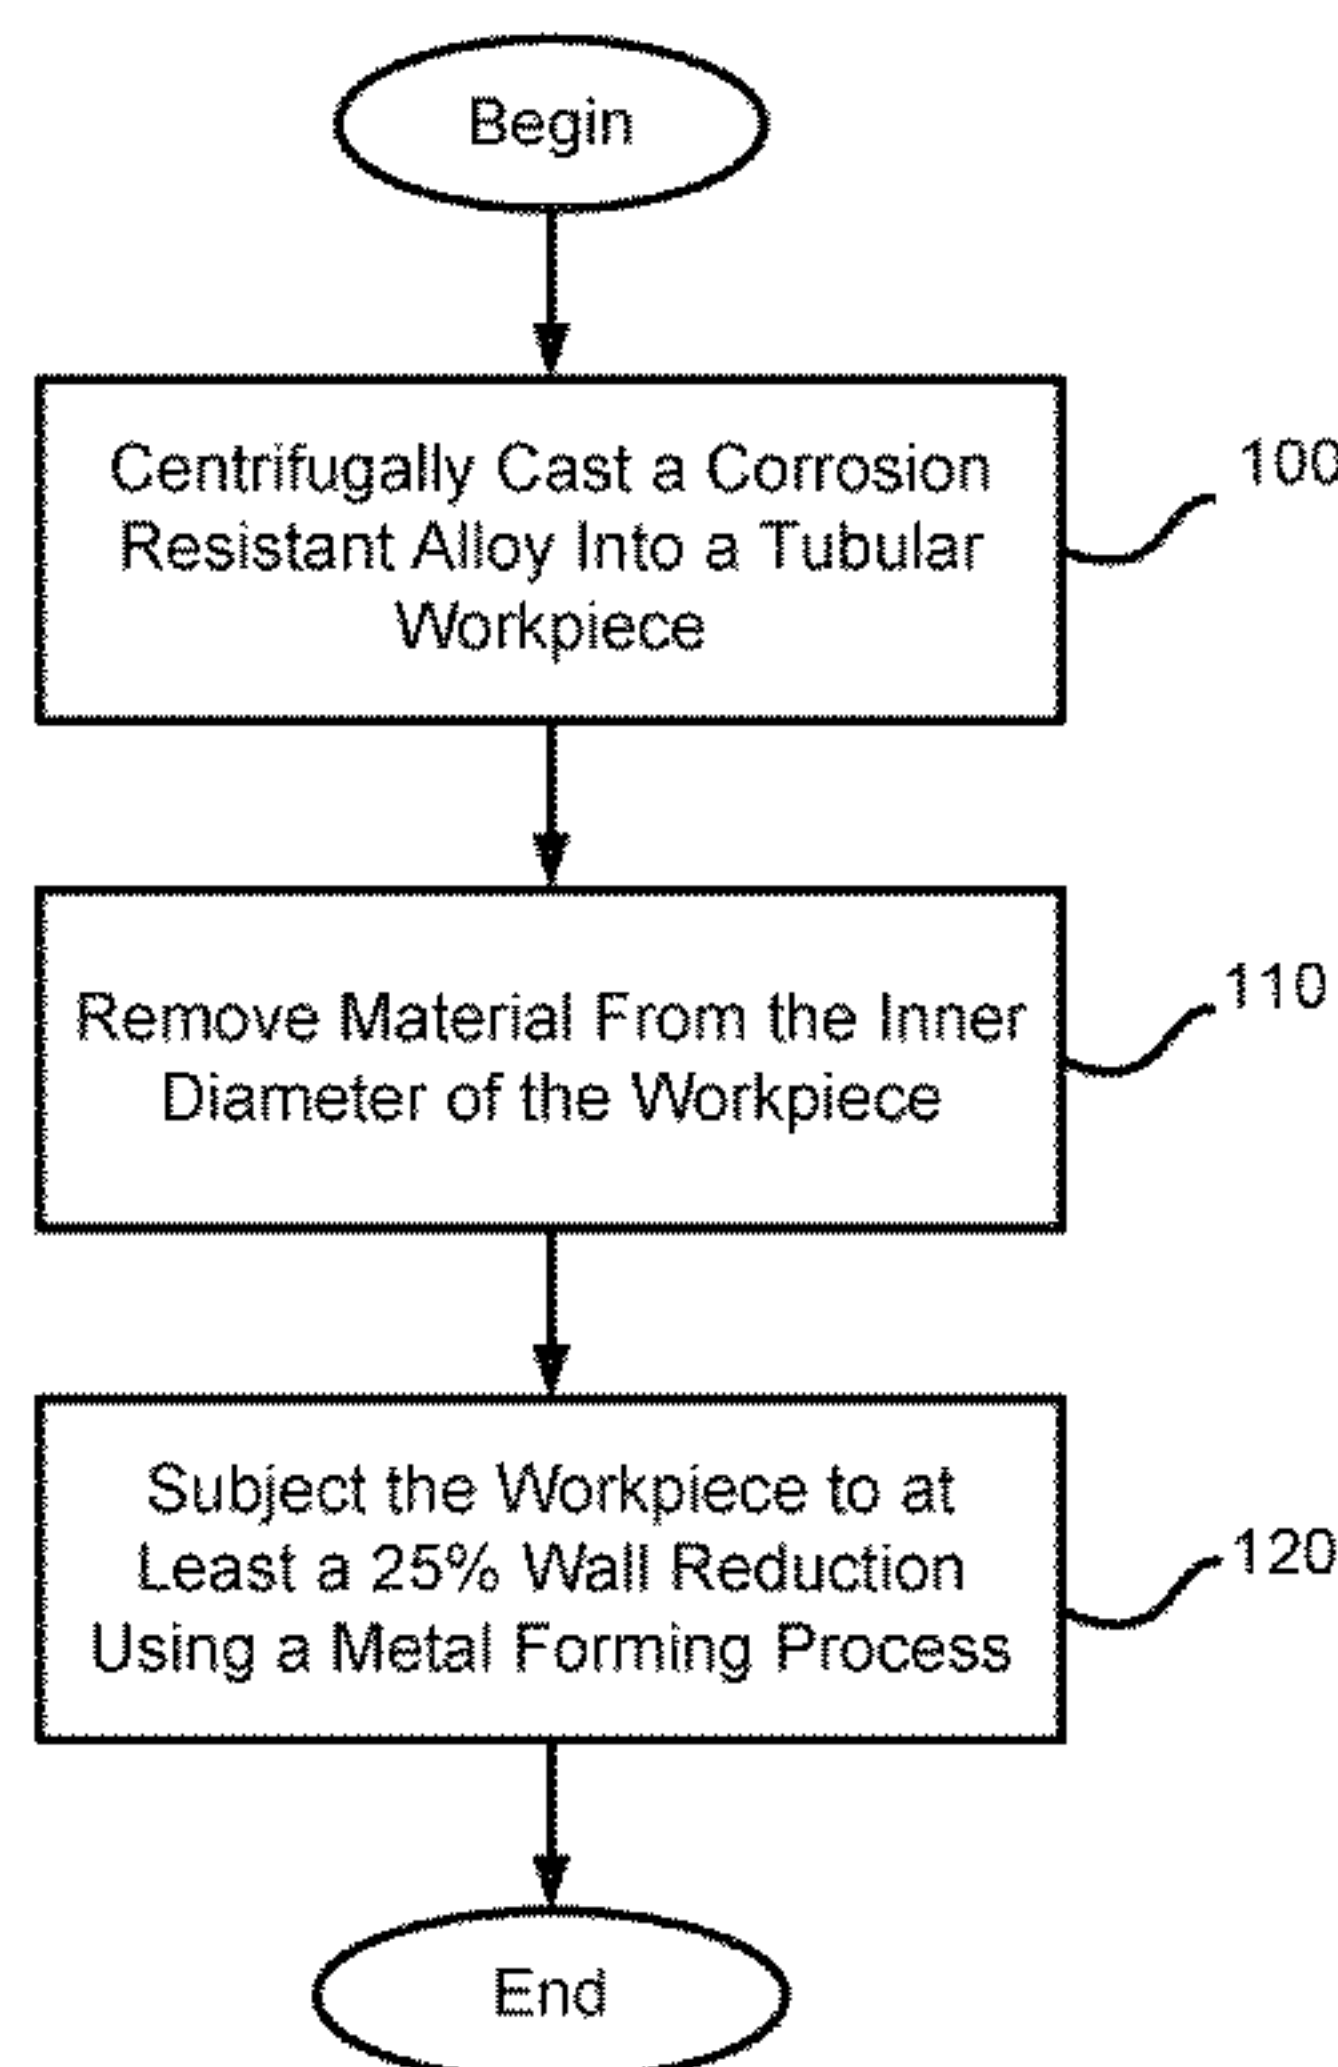 Begin
Centrifugally Cast a Corrosion
Resistant Alloy Into a Tubular
Workpiece
100
Remove Material From the Inner
Diameter of the Workpiece
110
Subject the Workpiece to at
Least a 25% Wall Reduction
Using a Metal Forming Process
120
End